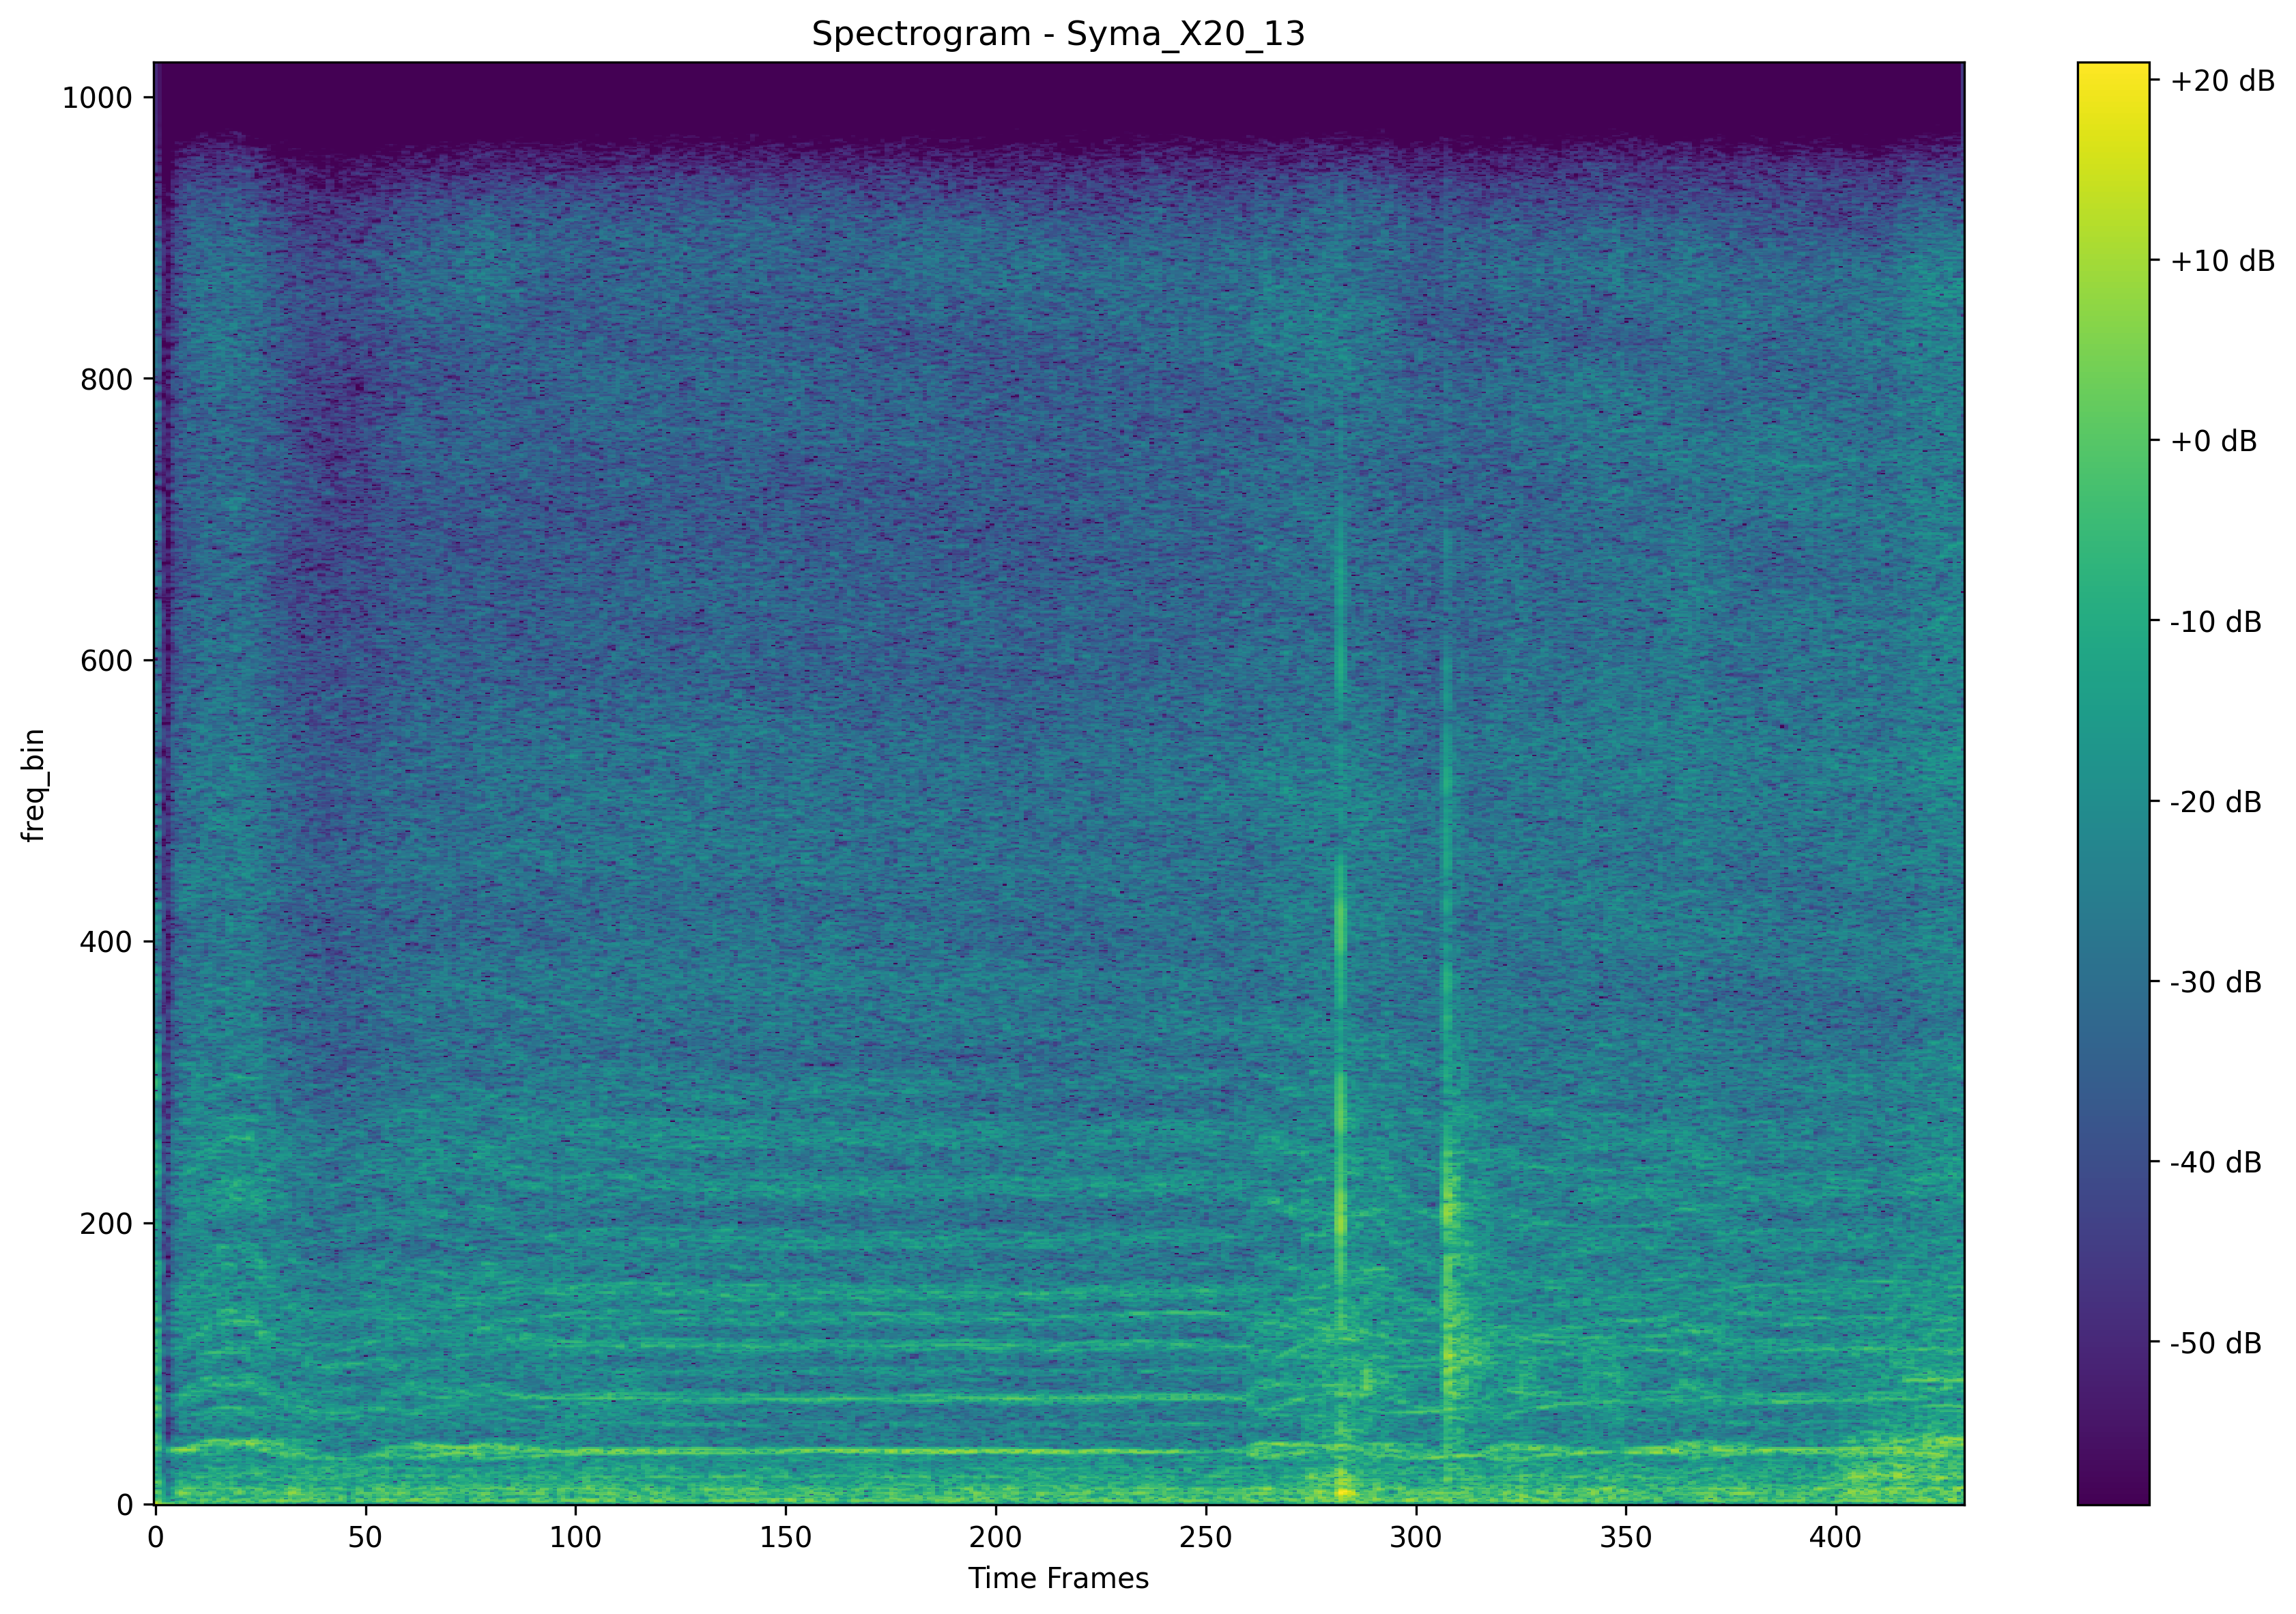 Spectrogram - Syma_X20_13
freq_bin
1000
800
600
400
200
0
0 50 100 150 200 250 300 350 400
Time Frames
+20 dB
+10 dB
+0 dB
-10 dB
-20 dB
-30 dB
-40 dB
-50 dB